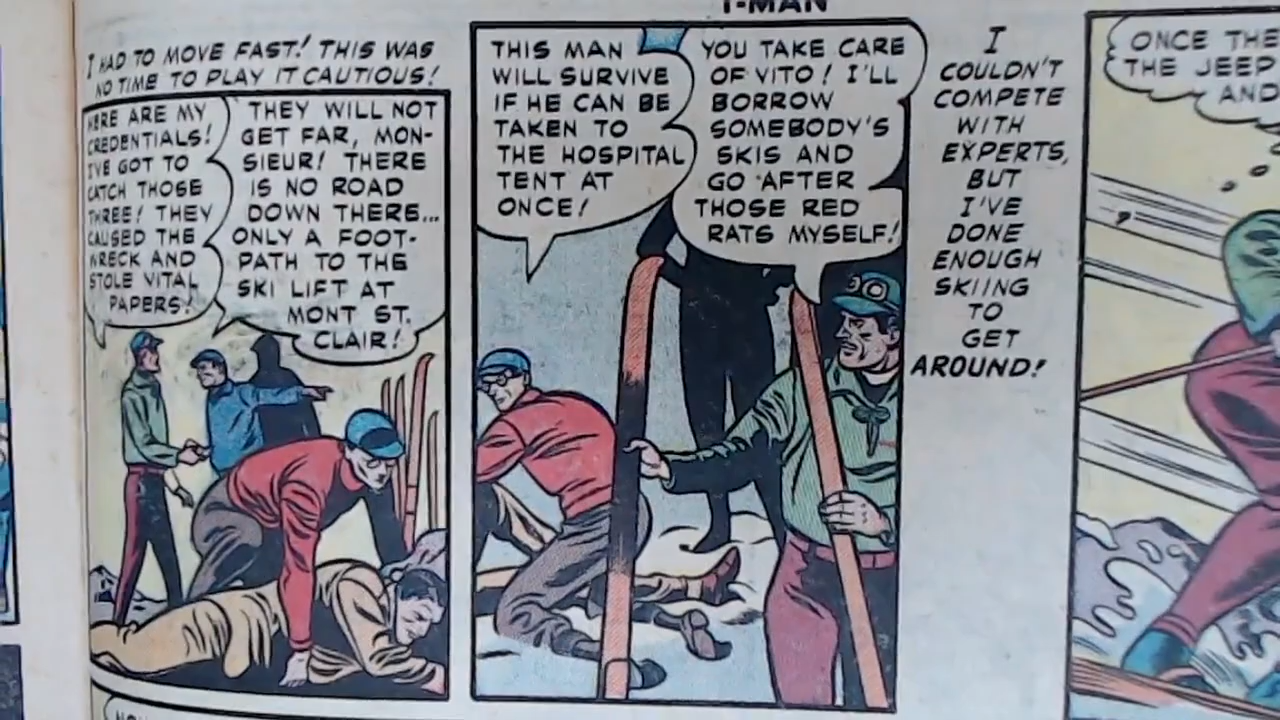 T-MAN
I HAD TO MOVE FAST! THIS WAS
NO TIME TO PLAY IT CAUTIOUS!
HERE ARE MY
CREDENTIALS!
I'VE GOT TO
CATCH THOSE
THREE! THEY
CAUSED THE
WRECK AND
STOLE VITAL
PAPERS!
THEY WILL NOT
GET FAR, MON-
SIEUR! THERE
IS NO ROAD
DOWN THERE...
ONLY A FOOT-
PATH TO THE
SKI LIFT AT
MONT ST.
CLAIR!
THIS MAN
WILL SURVIVE
IF HE CAN BE
TAKEN TO
THE HOSPITAL
TENT AT
ONCE!
YOU TAKE CARE
OF VITO! I'LL
BORROW
SOMEBODY'S
SKIS AND
GO AFTER
THOSE RED
RATS MYSELF!
I
COULDN'T
COMPETE
WITH
EXPERTS,
BUT
I'VE
DONE
ENOUGH
SKIING
TO
GET
AROUND!
ONCE THE
THE JEEP
AND